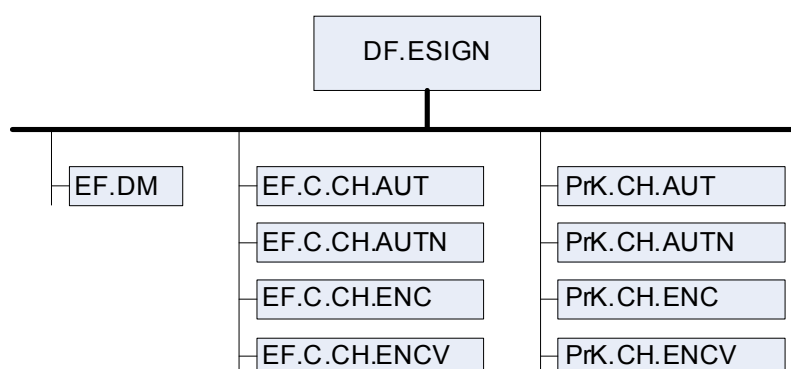 DF.ESIGN
EF.DM
EF.C.CH.AUT
EF.C.CH.AUTN
EF.C.CH.ENC
EF.C.CH.ENCV
PrK.CH.AUT
PrK.CH.AUTN
PrK.CH.ENC
PrK.CH.ENCV